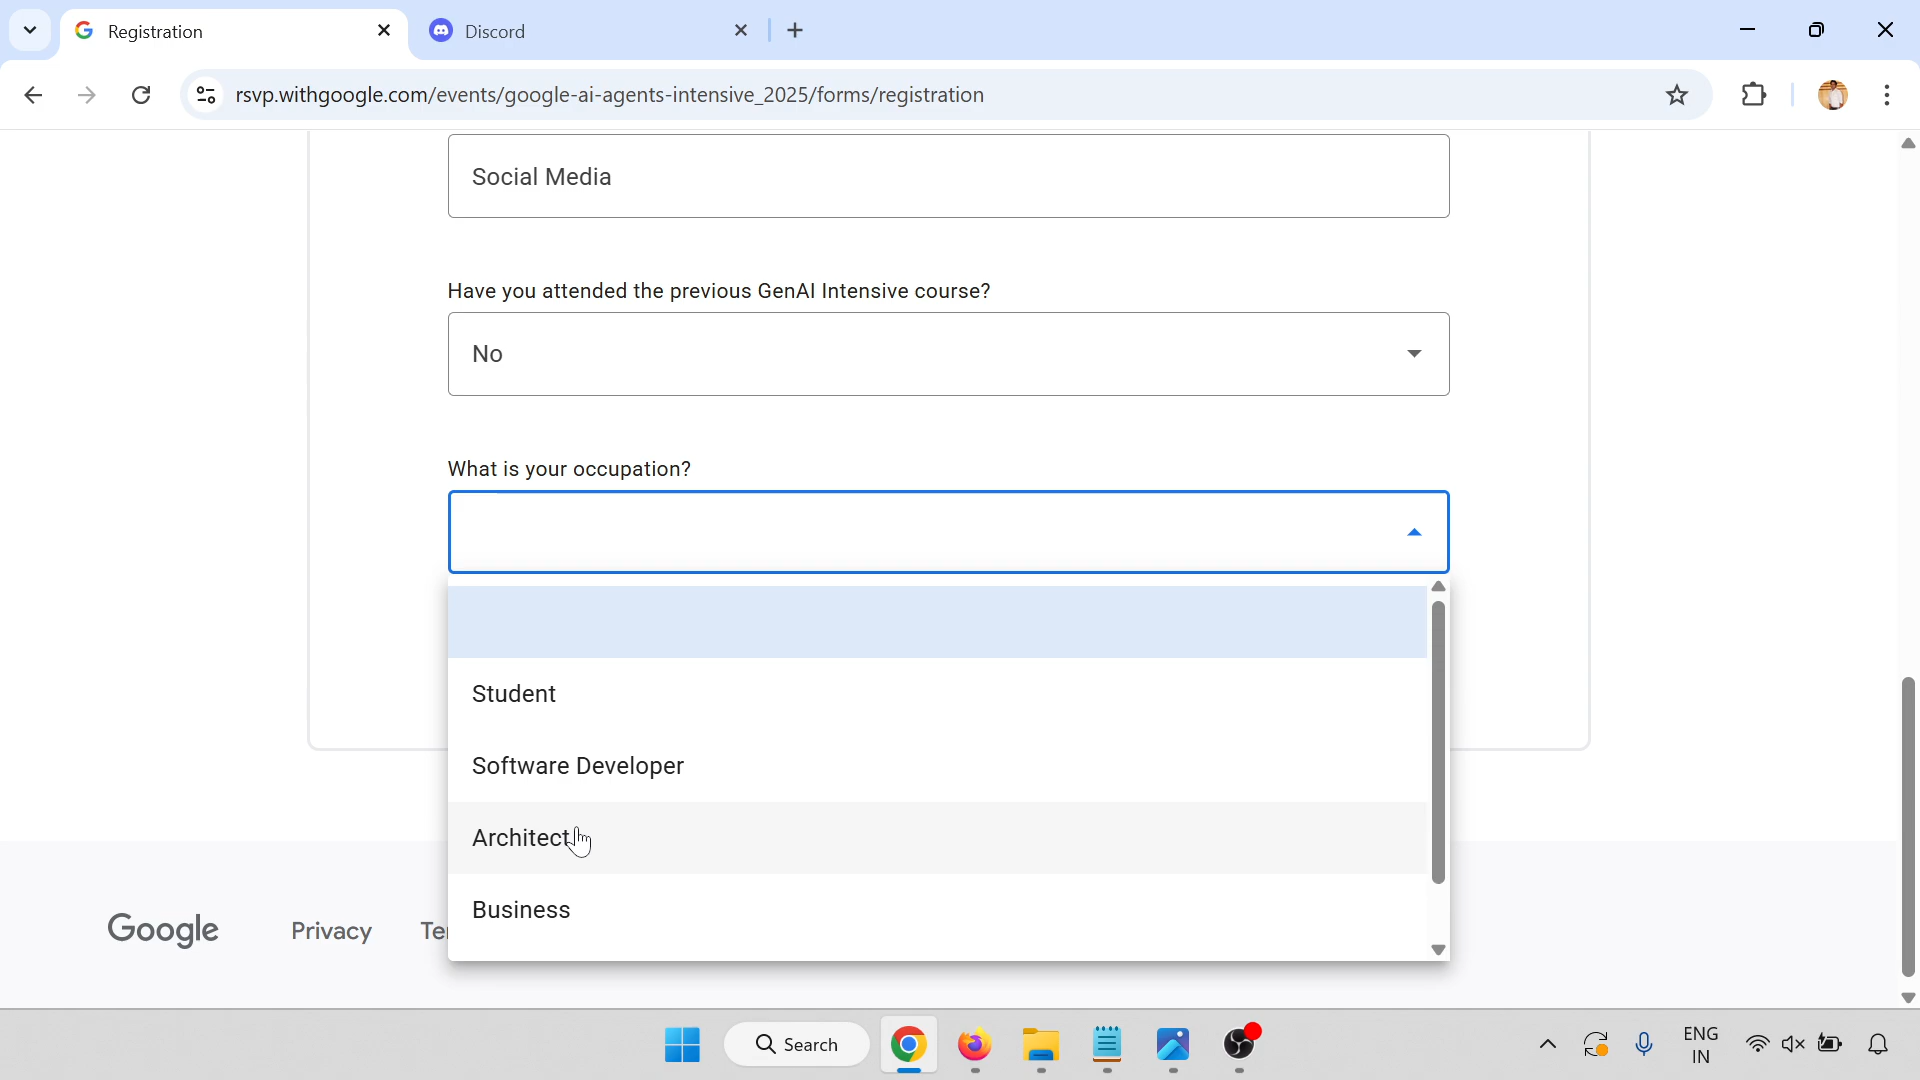 Registration
Discord
rsvp.withgoogle.com/events/google-ai-agents-intensive_2025/forms/registration
Social Media
Have you attended the previous GenAI Intensive course?
No
What is your occupation?
Student
Software Developer
Architect
Business
Google
Privacy
Te
Search
ENG
IN